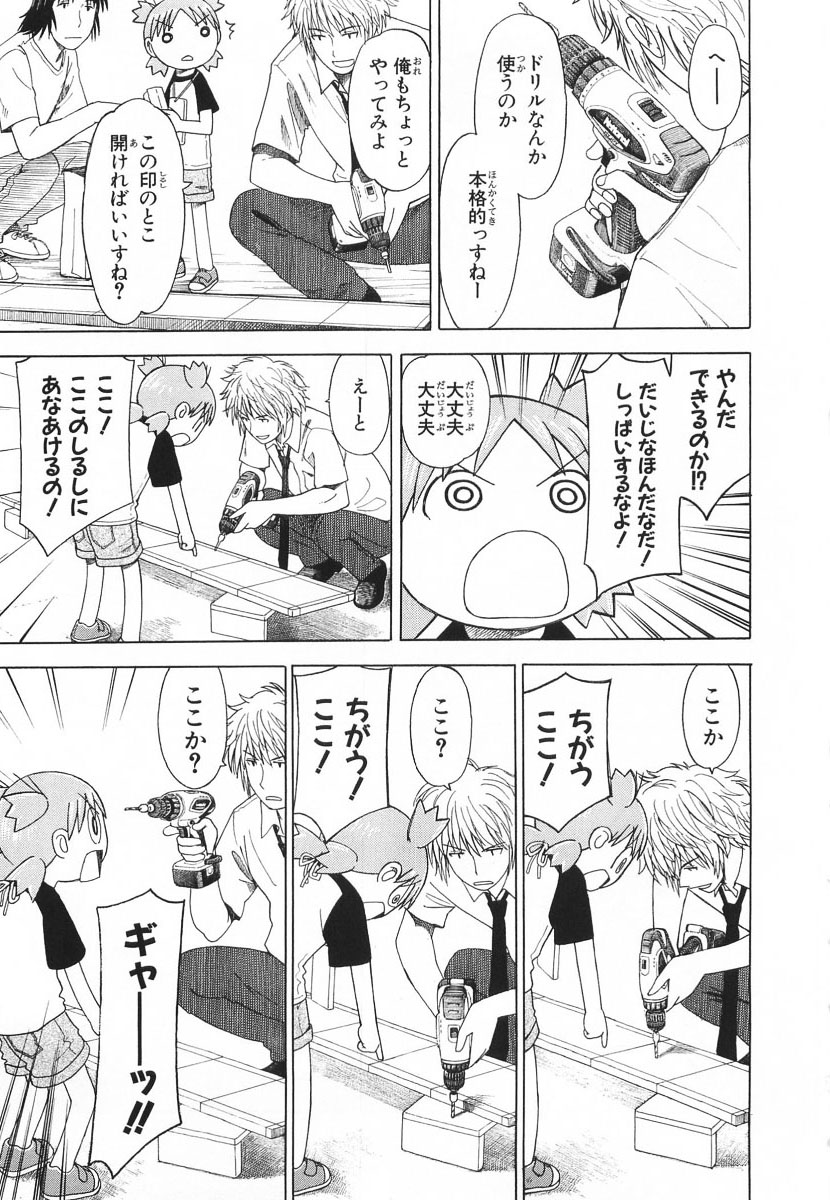 へー
ドリルなんか
使うのか
本格的っすねー
俺もちょっと
やってみよ
この印のとこ
開ければいいすね？
やんだ
できるのか!?
だいじなほんだなだ！
しっぱいするなよ！
大丈夫
大丈夫
えーと
ここ！
ここのしるしに
あなあけるの！
ここか
ちがう！
ここ！
ここ？
ちがう！
ここ！
ここか？
ギャーーッ!!